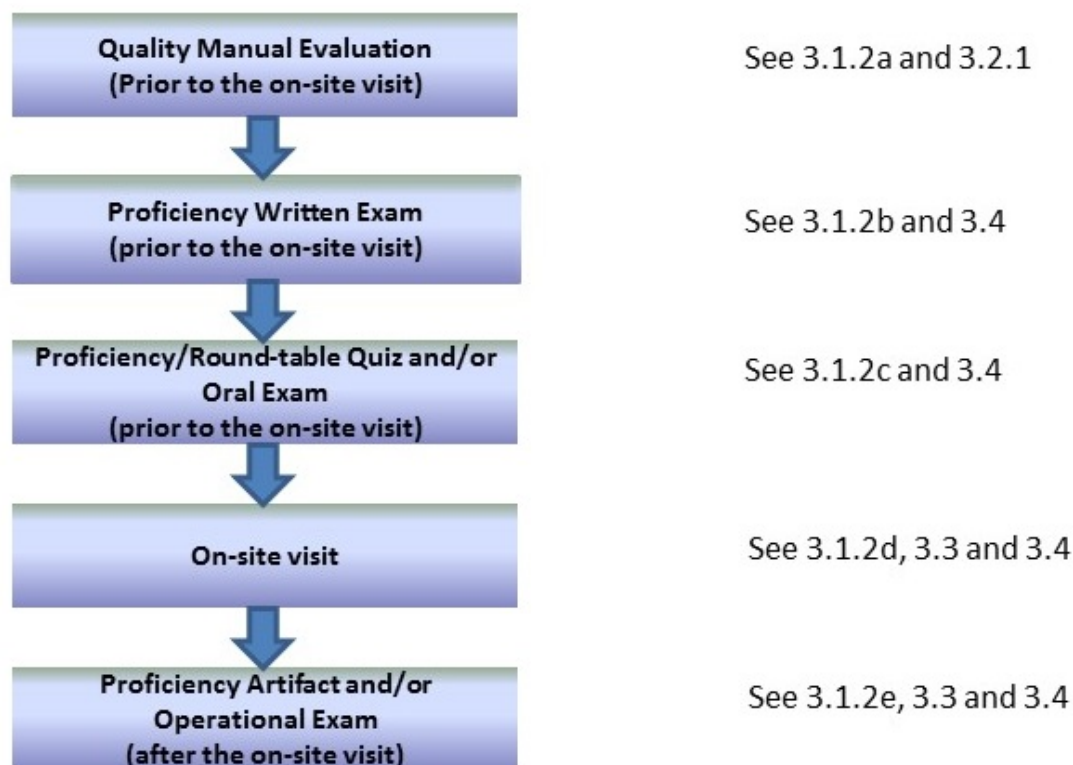 Quality Manual Evaluation
(Prior to the on-site visit)
See 3.1.2a and 3.2.1
Proficiency Written Exam
(prior to the on-site visit)
See 3.1.2b and 3.4
Proficiency/Round-table Quiz and/or
Oral Exam
(prior to the on-site visit)
See 3.1.2c and 3.4
On-site visit
See 3.1.2d, 3.3 and 3.4
Proficiency Artifact and/or
Operational Exam
(after the on-site visit)
See 3.1.2e, 3.3 and 3.4